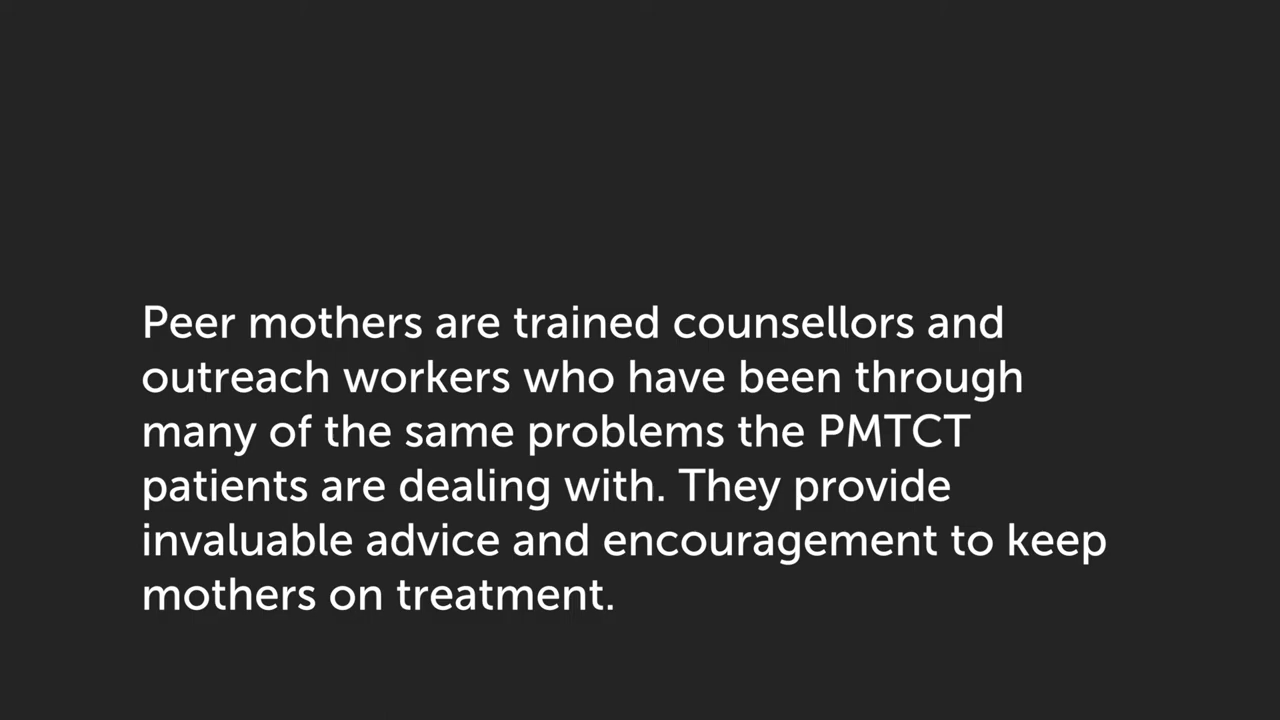 Peer mothers are trained counsellors and
outreach workers who have been through
many of the same problems the PMTCT
patients are dealing with. They provide
invaluable advice and encouragement to keep
mothers on treatment.